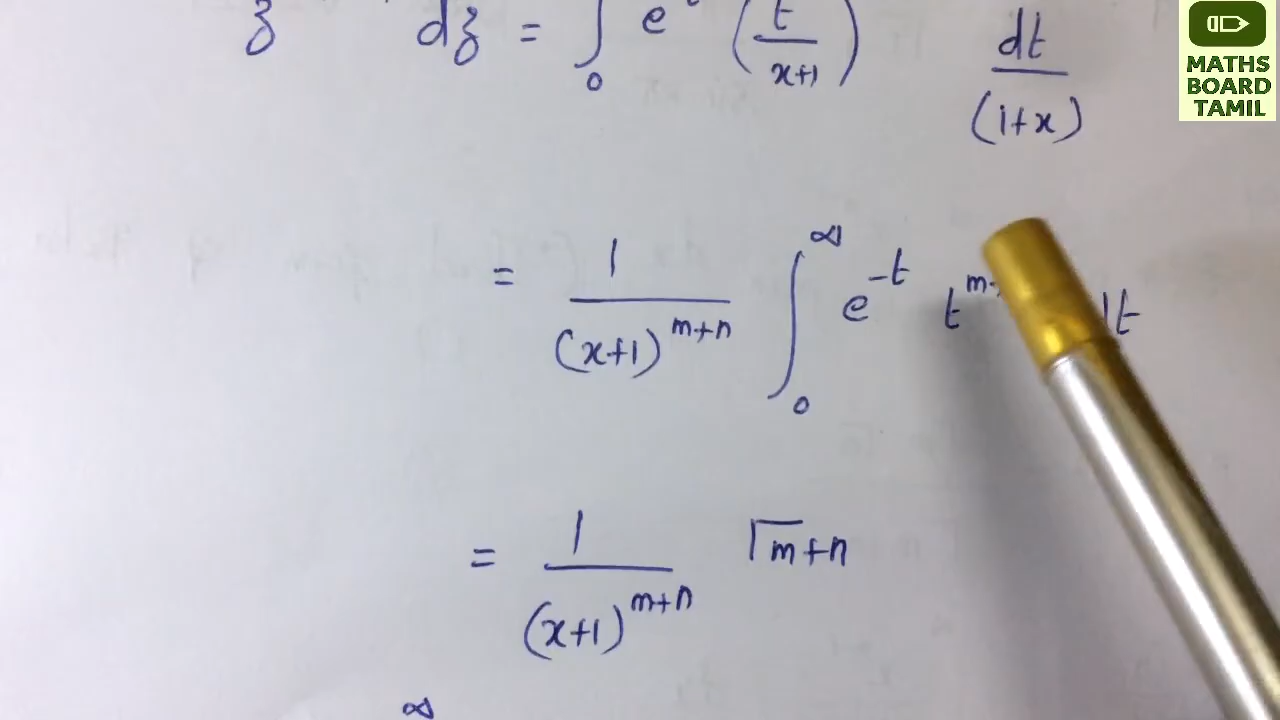 z dz = ∫₀ e (t/(x+1)) dt/(1+x)
= 1/(x+1)^(m+n) ∫₀^∞ e^(-t) t^m dt
= 1/(x+1)^(m+n) Γm+n
∞
MATHS
BOARD
TAMIL